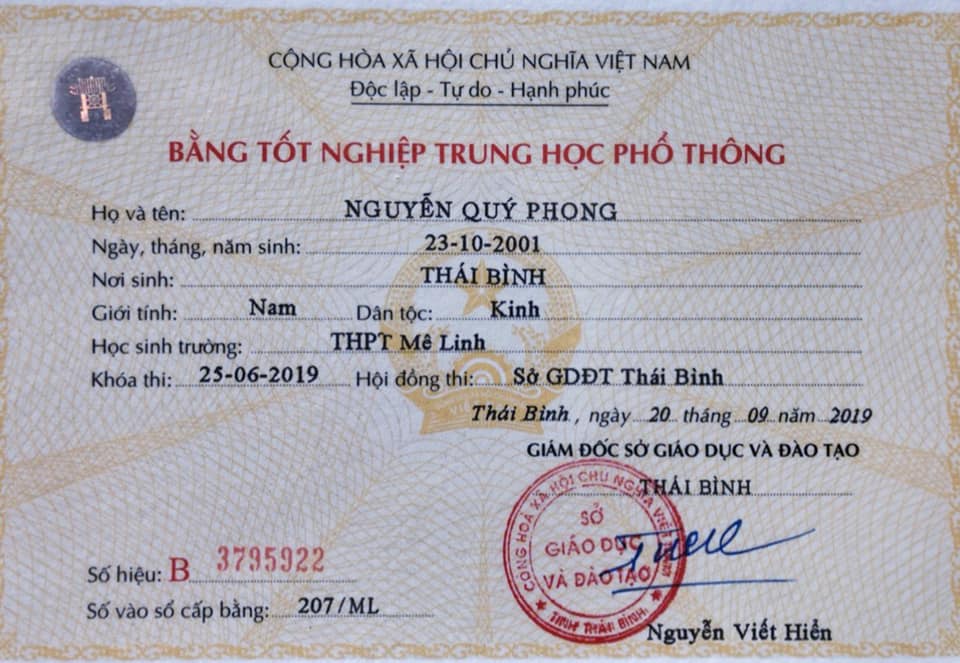 CỘNG HÒA XÃ HỘI CHỦ NGHĨA VIỆT NAM
Độc lập - Tự do - Hạnh phúc
BẰNG TỐT NGHIỆP TRUNG HỌC PHỔ THÔNG
Họ và tên: NGUYỄN QUÝ PHONG
Ngày, tháng, năm sinh: 23-10-2001
Nơi sinh: THÁI BÌNH
Giới tính: Nam Dân tộc: Kinh
Học sinh trường: THPT Mê Linh
Khóa thi: 25-06-2019 Hội đồng thi: Sở GDĐT Thái Bình
Thái Bình, ngày 20 tháng 09 năm 2019
GIÁM ĐỐC SỞ GIÁO DỤC VÀ ĐÀO TẠO
THÁI BÌNH
CỘNG HOÀ XÃ HỘI CHỦ NGHĨA VIỆT NAM
SỞ
GIÁO DỤC
VÀ ĐÀO TẠO
TỈNH THÁI BÌNH
Số hiệu: B 3795922
Số vào sổ cấp bằng: 207/ML
Nguyễn Viết Hiển